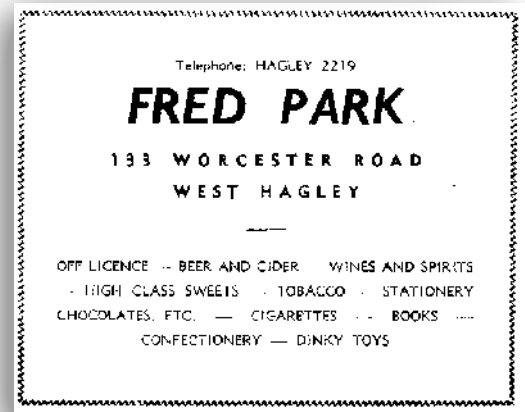 Telephone: HAGLEY 2219
FRED PARK
133 WORCESTER ROAD
WEST HAGLEY
OFF LICENCE -- BEER AND CIDER WINES AND SPIRITS
- HIGH CLASS SWEETS - TOBACCO - STATIONERY
CHOCOLATES, ETC. — CIGARETTES -- BOOKS —
CONFECTIONERY — DINKY TOYS